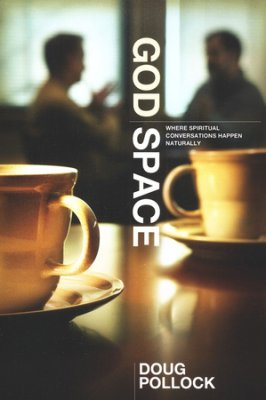 GOD SPACE
WHERE SPIRITUAL
CONVERSATIONS HAPPEN
NATURALLY
DOUG
POLLOCK